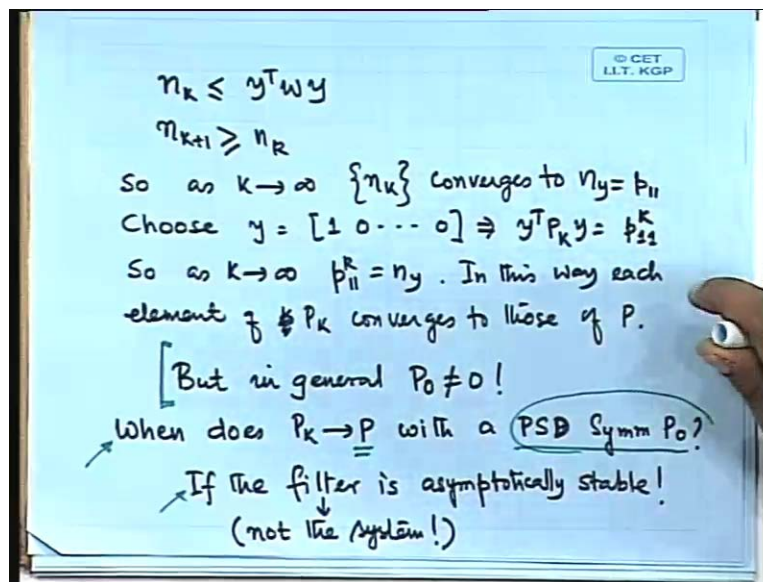 © CET
I.I.T. KGP
n_K ≤ y^T W y
n_{K+1} ≥ n_K
So as K → ∞ {n_K} converges to n_y = p_11
Choose y = [1 0 ··· 0] ⇒ y^T P_K y = p_11^K
So as K → ∞ p_11^K = n_y. In this way each
element of P_K converges to those of P.
[But in general P_0 ≠ 0!
When does P_K → P with a PSD Symm P_0?
If the filter is asymptotically stable!
↓
(not the system!)